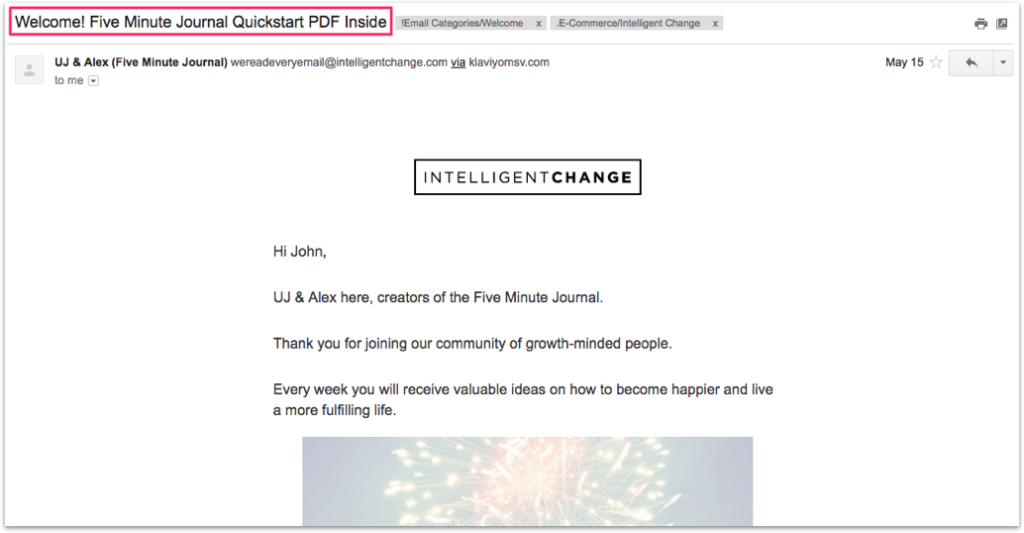 Welcome! Five Minute Journal Quickstart PDF Inside !Email Categories/Welcome x .E-Commerce/Intelligent Change x
UJ & Alex (Five Minute Journal) wereadeveryemail@intelligentchange.com via klaviyomsv.com May 15
to me
INTELLIGENTCHANGE
Hi John,
UJ & Alex here, creators of the Five Minute Journal.
Thank you for joining our community of growth-minded people.
Every week you will receive valuable ideas on how to become happier and live
a more fulfilling life.